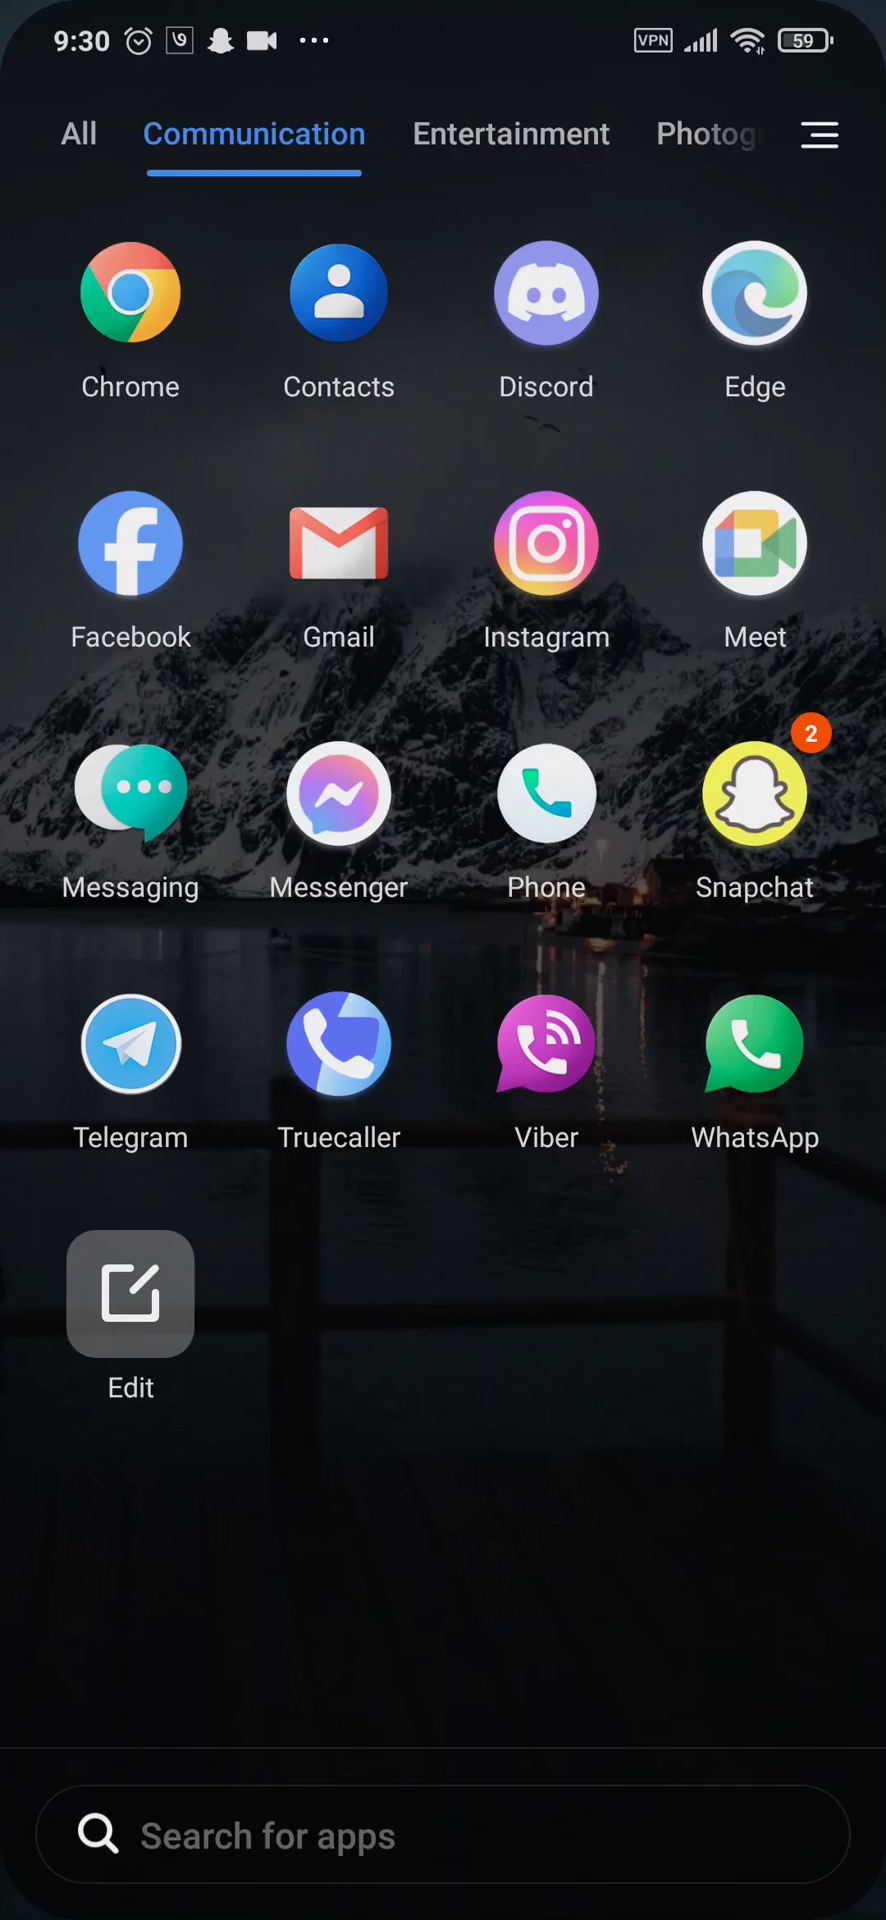 9:30 VPN 59
All Communication Entertainment Photog
Chrome Contacts Discord Edge
Facebook Gmail Instagram Meet
2
Messaging Messenger Phone Snapchat
Telegram Truecaller Viber WhatsApp
Edit
Search for apps